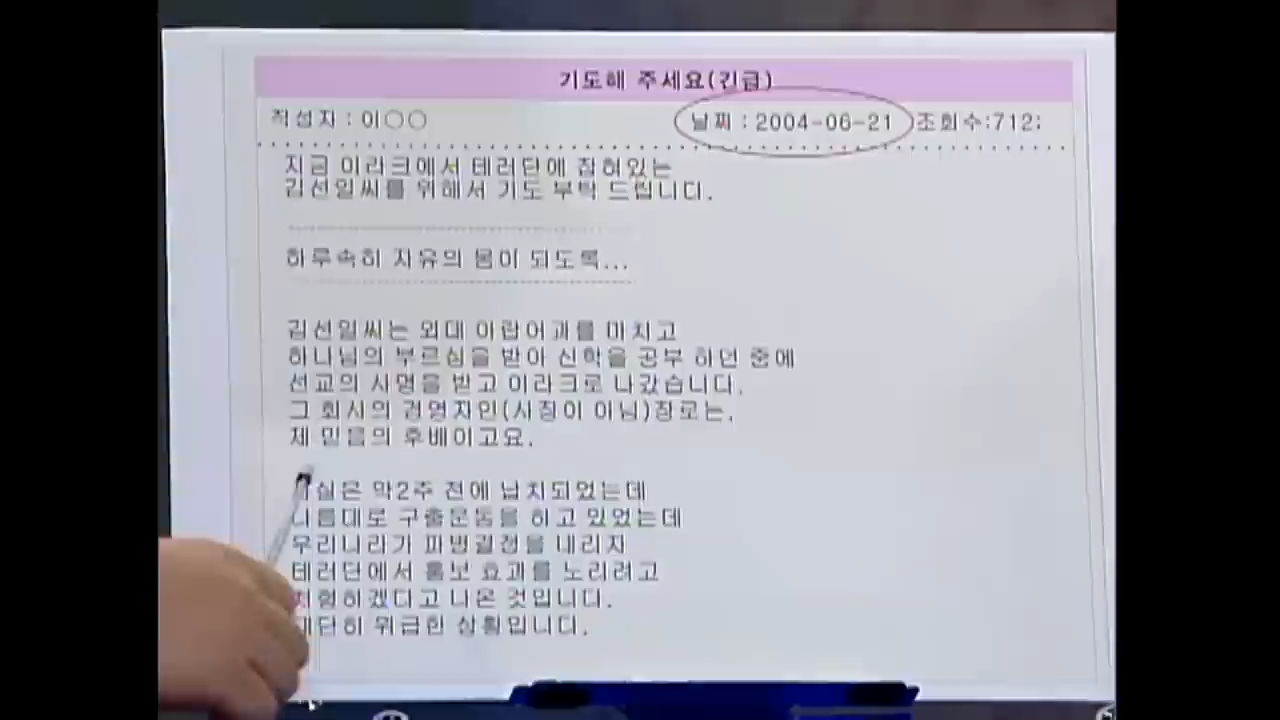 기도해 주세요(긴급)
작성자 : 이○○
날짜 : 2004-06-21
조회수:712
지금 이라크에서 테러단에 잡혀있는
김선일씨를 위해서 기도 부탁 드립니다.
하루속히 자유의 몸이 되도록...
김선일씨는 외대 아랍어과를 마치고
하나님의 부르심을 받아 신학을 공부 하던 중에
선교의 사명을 받고 이라크로 나갔습니다.
그 회사의 경영자인(사장이 아님)장로는,
제 믿음의 후배이고요.
사실은 약2주 전에 납치되었는데
나름대로 구출운동을 하고 있었는데
우리나라가 파병결정을 내리자
테러단에서 홍보 효과를 노리려고
처형하겠다고 나온 것입니다.
대단히 위급한 상황입니다.